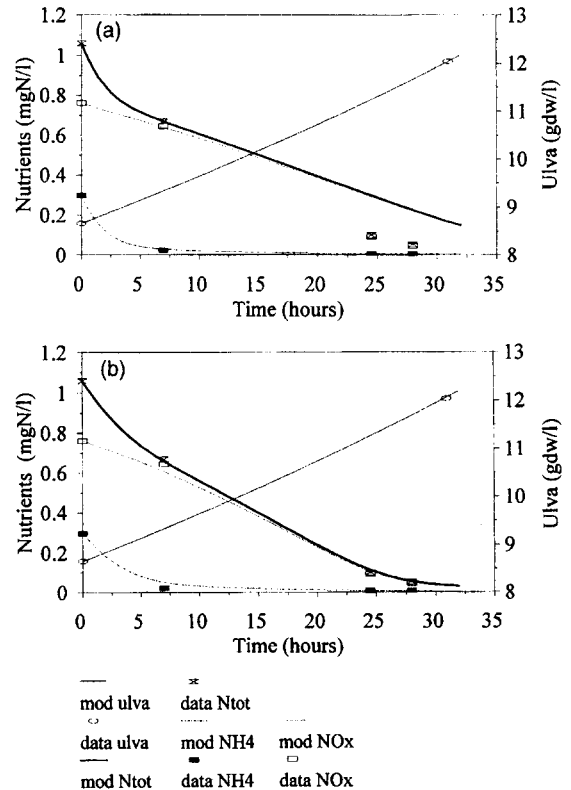 (a)
1.2
1
0.8
0.6
0.4
0.2
0
Nutrients (mgN/l)
13
12
11
10
9
8
Ulva (gdw/l)
0 5 10 15 20 25 30 35
Time (hours)
(b)
1.2
1
0.8
0.6
0.4
0.2
0
Nutrients (mgN/l)
13
12
11
10
9
8
Ulva (gdw/l)
0 5 10 15 20 25 30 35
Time (hours)
mod ulva data Ntot
data ulva mod NH4 mod NOx
mod Ntot data NH4 data NOx